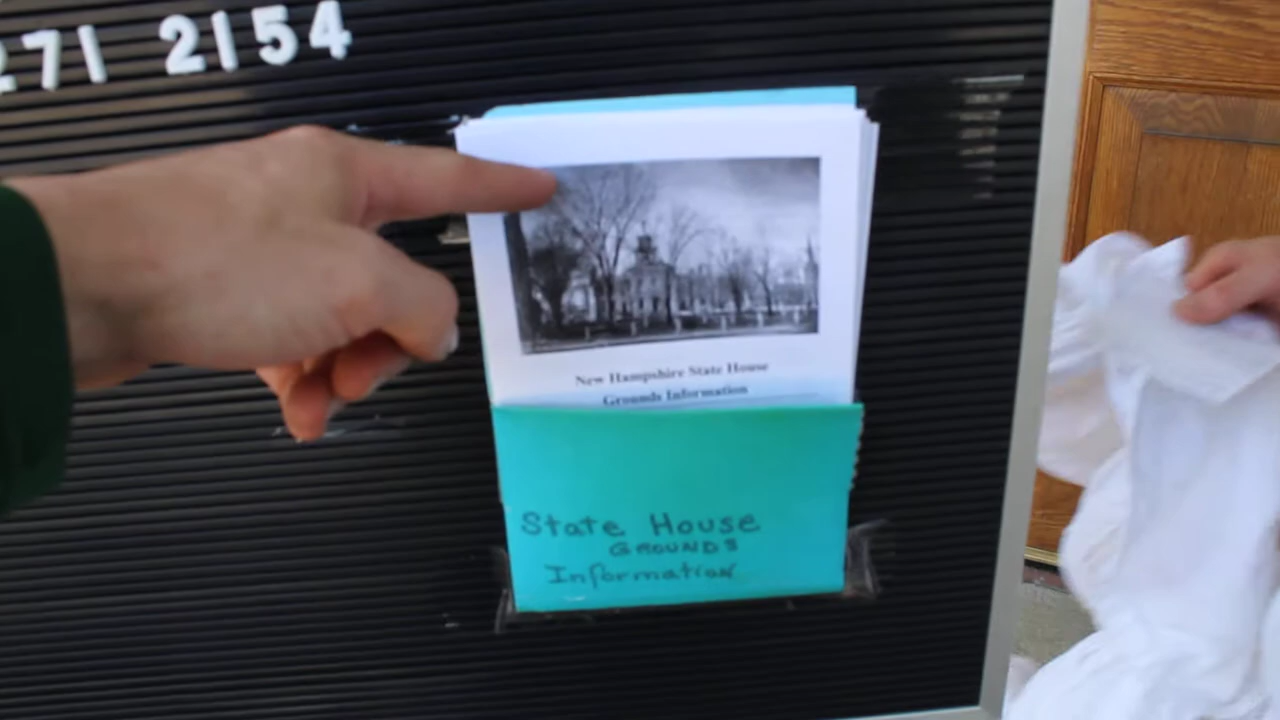 271 2154
New Hampshire State House
Grounds Information
State House
GROUNDS
Information